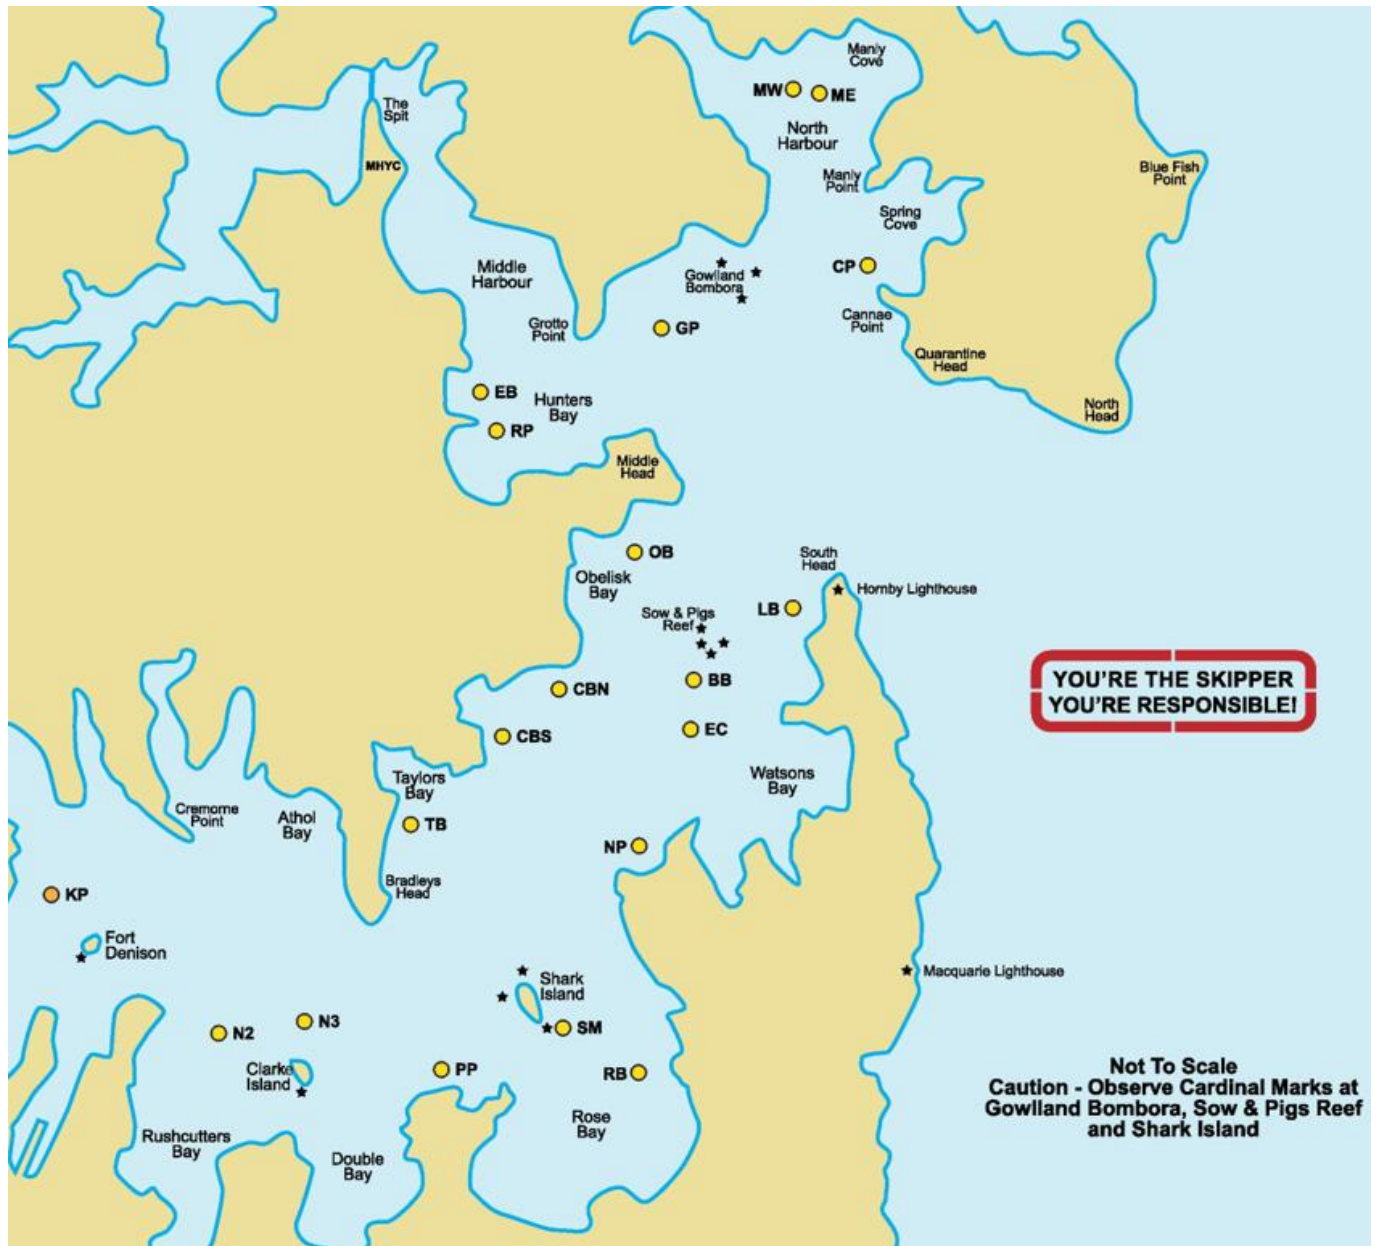 Manly
Cove
MW
ME
The
Spit
North
Harbour
MHYC
Blue Fish
Point
Manly
Point
Spring
Cove
Middle
Harbour
Gowlland
Bombora
CP
Cannae
Point
Grotto
Point
GP
Quarantine
Head
EB
Hunters
Bay
North
Head
RP
Middle
Head
OB
South
Head
Obelisk
Bay
Hornby Lighthouse
Sow & Pigs
Reef
LB
YOU'RE THE SKIPPER
YOU'RE RESPONSIBLE!
CBN
BB
CBS
EC
Taylors
Bay
Watsons
Bay
Cremorne
Point
Athol
Bay
TB
NP
Bradleys
Head
KP
Fort
Denison
Shark
Island
Macquarie Lighthouse
N2
N3
SM
Clarke
Island
PP
RB
Not To Scale
Caution - Observe Cardinal Marks at
Gowlland Bombora, Sow & Pigs Reef
and Shark Island
Rose
Bay
Rushcutters
Bay
Double
Bay